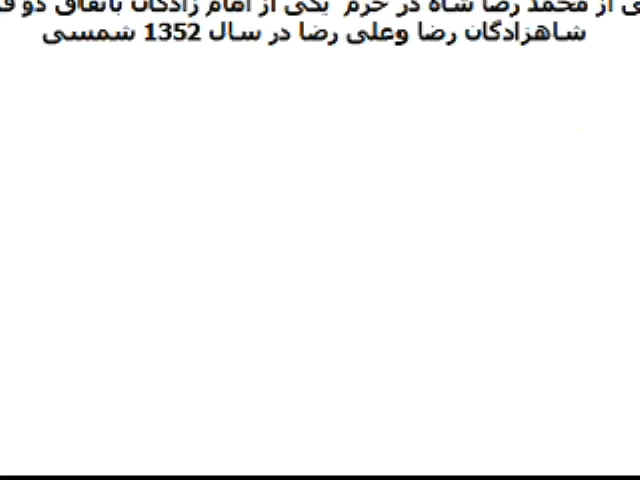 از محمد رضا شاه در حرم یکی از امام زادگان باتفاق دو
شاهزادگان رضا وعلی رضا در سال 1352 شمسی